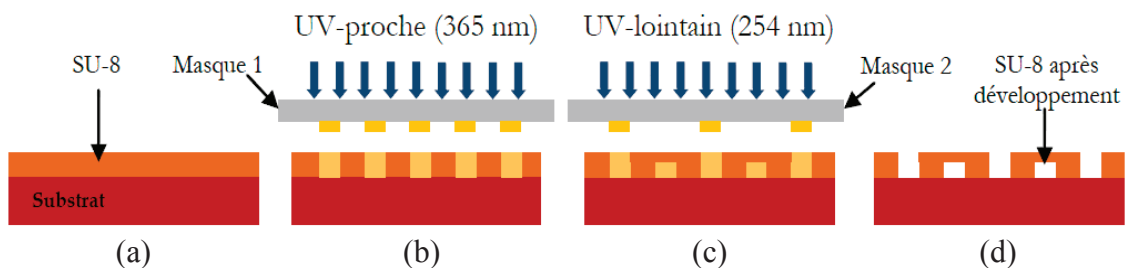 UV-proche (365 nm)
UV-lointain (254 nm)
SU-8
Masque 1
Masque 2
SU-8 après
développement
Substrat
(a)
(b)
(c)
(d)